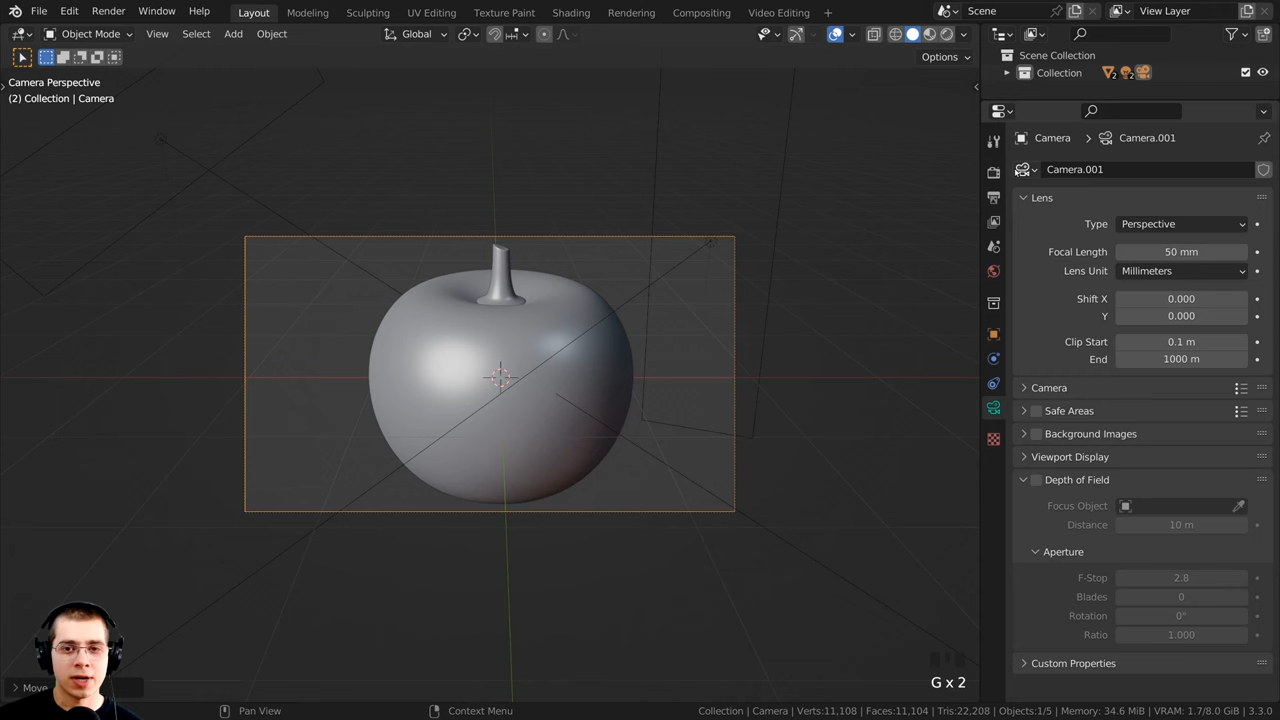 File Edit Render Window Help Layout Modeling Sculpting UV Editing Texture Paint Shading Rendering Compositing Video Editing + Scene View Layer
Object Mode View Select Add Object Global
Options
Scene Collection
Collection 2 2
Camera Perspective
(2) Collection | Camera
Camera > Camera.001
Camera.001
Lens
Type Perspective
Focal Length 50 mm
Lens Unit Millimeters
Shift X 0.000
Y 0.000
Clip Start 0.1 m
End 1000 m
Camera
Safe Areas
Background Images
Viewport Display
Depth of Field
Focus Object
Distance 10 m
Aperture
F-Stop 2.8
Blades 0
Rotation 0°
Ratio 1.000
Custom Properties
G x 2
Move
Pan View Context Menu Collection | Camera | Verts:11,108 | Faces:11,104 | Tris:22,208 | Objects:1/5 | Memory: 34.6 MiB | VRAM: 1.7/8.0 GiB | 3.3.0